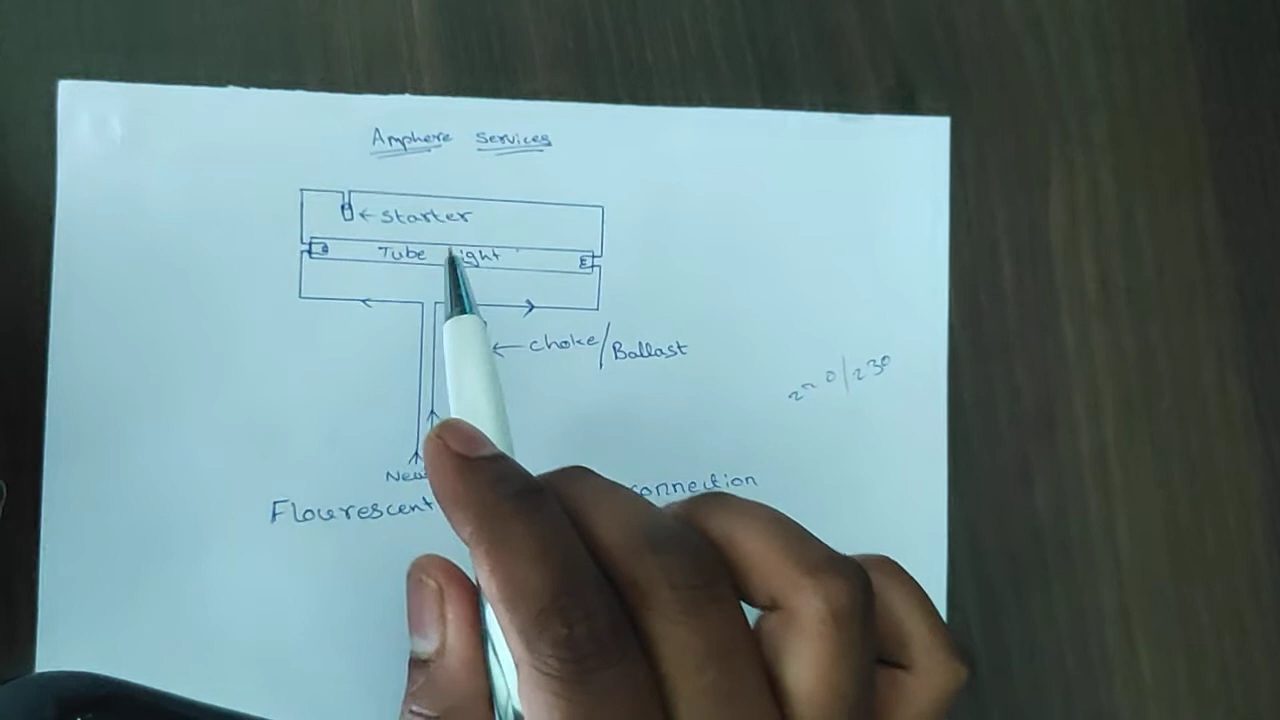 Amphere Services
← Starter
Tube light
← choke/Ballast
220/230
Flourescent connection